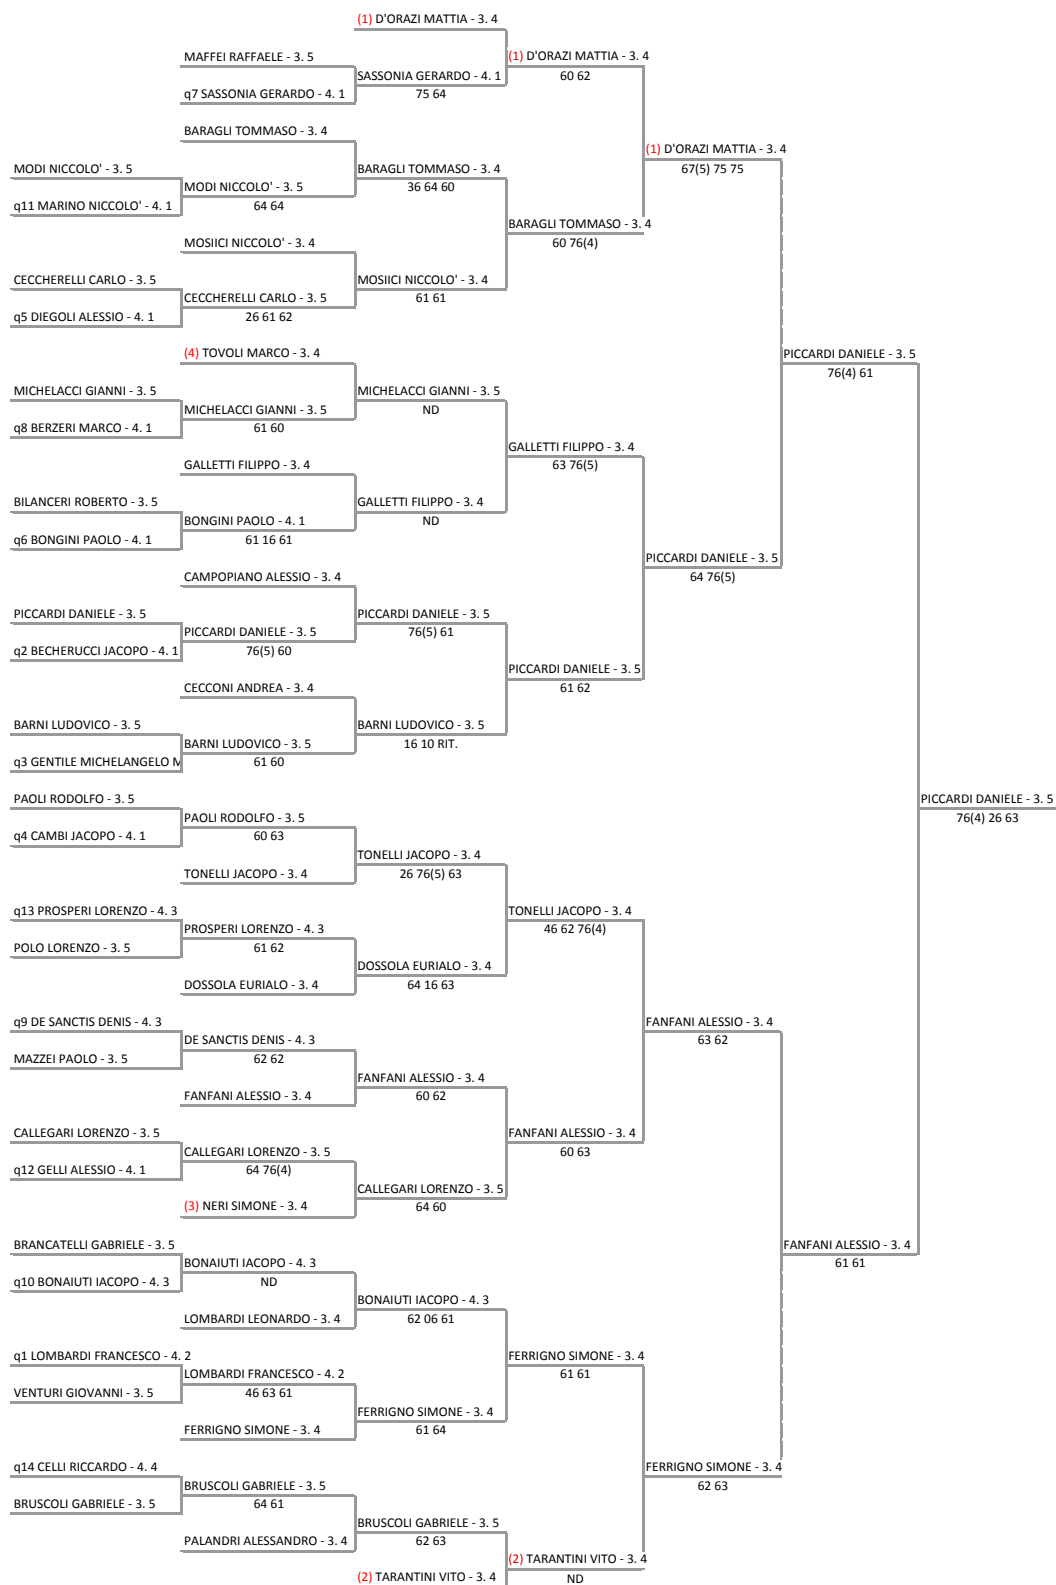 (1) D'ORAZI MATTIA - 3. 4
MAFFEI RAFFAELE - 3. 5
(1) D'ORAZI MATTIA - 3. 4
SASSONIA GERARDO - 4. 1
60 62
q7 SASSONIA GERARDO - 4. 1
75 64
BARAGLI TOMMASO - 3. 4
(1) D'ORAZI MATTIA - 3. 4
MODI NICCOLO' - 3. 5
BARAGLI TOMMASO - 3. 4
67(5) 75 75
MODI NICCOLO' - 3. 5
36 64 60
q11 MARINO NICCOLO' - 4. 1
64 64
BARAGLI TOMMASO - 3. 4
MOSIICI NICCOLO' - 3. 4
60 76(4)
CECCHERELLI CARLO - 3. 5
MOSIICI NICCOLO' - 3. 4
CECCHERELLI CARLO - 3. 5
61 61
q5 DIEGOLI ALESSIO - 4. 1
26 61 62
(4) TOVOLI MARCO - 3. 4
PICCARDI DANIELE - 3. 5
76(4) 61
MICHELACCI GIANNI - 3. 5
MICHELACCI GIANNI - 3. 5
MICHELACCI GIANNI - 3. 5
ND
q8 BERZERI MARCO - 4. 1
61 60
GALLETTI FILIPPO - 3. 4
GALLETTI FILIPPO - 3. 4
63 76(5)
BILANCERI ROBERTO - 3. 5
GALLETTI FILIPPO - 3. 4
BONGINI PAOLO - 4. 1
ND
q6 BONGINI PAOLO - 4. 1
61 16 61
PICCARDI DANIELE - 3. 5
CAMPOPIANO ALESSIO - 3. 4
64 76(5)
PICCARDI DANIELE - 3. 5
PICCARDI DANIELE - 3. 5
PICCARDI DANIELE - 3. 5
76(5) 61
q2 BECHERUCCI JACOPO - 4. 1
76(5) 60
PICCARDI DANIELE - 3. 5
CECCONI ANDREA - 3. 4
61 62
BARNI LUDOVICO - 3. 5
BARNI LUDOVICO - 3. 5
BARNI LUDOVICO - 3. 5
16 10 RIT.
q3 GENTILE MICHELANGELO M
61 60
PAOLI RODOLFO - 3. 5
PICCARDI DANIELE - 3. 5
PAOLI RODOLFO - 3. 5
76(4) 26 63
q4 CAMBI JACOPO - 4. 1
60 63
TONELLI JACOPO - 3. 4
TONELLI JACOPO - 3. 4
26 76(5) 63
q13 PROSPERI LORENZO - 4. 3
TONELLI JACOPO - 3. 4
PROSPERI LORENZO - 4. 3
46 62 76(4)
POLO LORENZO - 3. 5
61 62
DOSSOLA EURIALO - 3. 4
DOSSOLA EURIALO - 3. 4
64 16 63
q9 DE SANCTIS DENIS - 4. 3
FANFANI ALESSIO - 3. 4
DE SANCTIS DENIS - 4. 3
63 62
MAZZEI PAOLO - 3. 5
62 62
FANFANI ALESSIO - 3. 4
FANFANI ALESSIO - 3. 4
60 62
CALLEGARI LORENZO - 3. 5
FANFANI ALESSIO - 3. 4
CALLEGARI LORENZO - 3. 5
60 63
q12 GELLI ALESSIO - 4. 1
64 76(4)
CALLEGARI LORENZO - 3. 5
(3) NERI SIMONE - 3. 4
64 60
BRANCATELLI GABRIELE - 3. 5
FANFANI ALESSIO - 3. 4
BONAIUTI IACOPO - 4. 3
61 61
q10 BONAIUTI IACOPO - 4. 3
ND
BONAIUTI IACOPO - 4. 3
LOMBARDI LEONARDO - 3. 4
62 06 61
q1 LOMBARDI FRANCESCO - 4. 2
FERRIGNO SIMONE - 3. 4
LOMBARDI FRANCESCO - 4. 2
61 61
VENTURI GIOVANNI - 3. 5
46 63 61
FERRIGNO SIMONE - 3. 4
FERRIGNO SIMONE - 3. 4
61 64
q14 CELLI RICCARDO - 4. 4
FERRIGNO SIMONE - 3. 4
BRUSCOLI GABRIELE - 3. 5
62 63
BRUSCOLI GABRIELE - 3. 5
64 61
BRUSCOLI GABRIELE - 3. 5
PALANDRI ALESSANDRO - 3. 4
62 63
(2) TARANTINI VITO - 3. 4
(2) TARANTINI VITO - 3. 4
ND